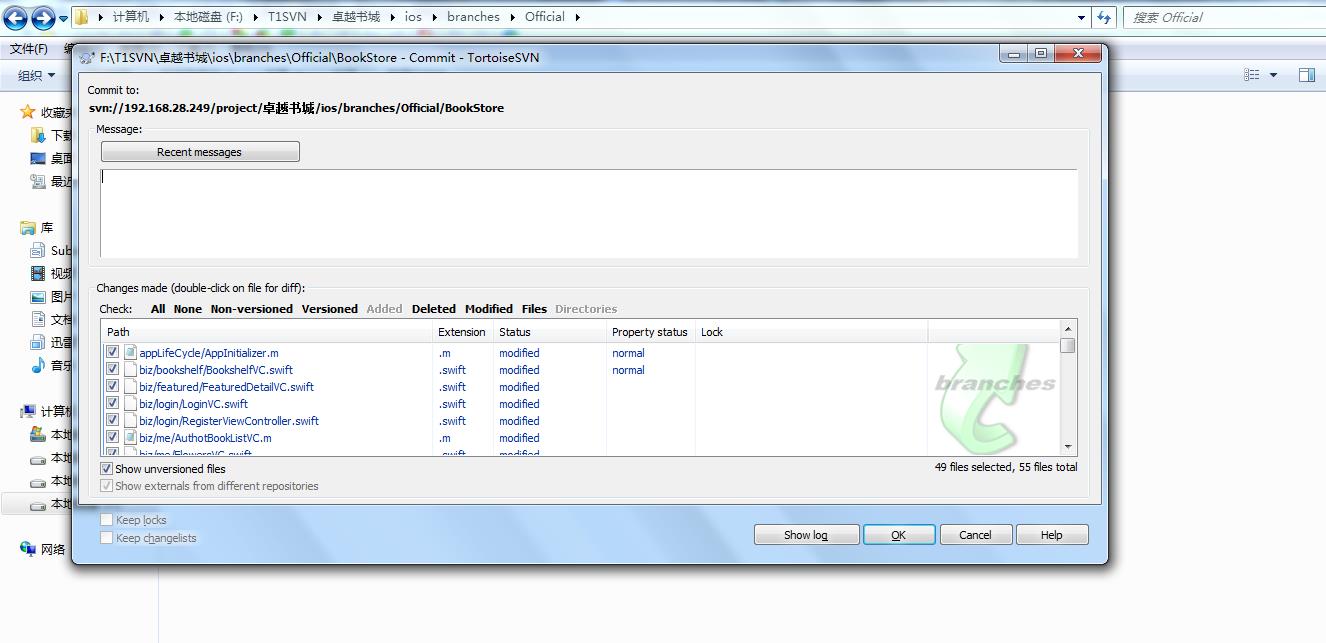 计算机 本地磁盘 (F:) T1SVN 卓越书城 ios branches Official
搜索 Official
文件(F)
F:\T1SVN\卓越书城\ios\branches\Official\BookStore - Commit - TortoiseSVN
组织
Commit to:
svn://192.168.28.249/project/卓越书城/ios/branches/Official/BookStore
收藏夹
下载
桌面
最近
库
Sub
视频
图片
文档
迅雷
音乐
计算机
本地
本地
本地
本地
网络
Message:
Recent messages
Changes made (double-click on file for diff):
Check: All None Non-versioned Versioned Added Deleted Modified Files Directories
Path Extension Status Property status Lock
appLifeCycle/AppInitializer.m .m modified normal
biz/bookshelf/BookshelfVC.swift .swift modified normal
biz/featured/FeaturedDetailVC.swift .swift modified
biz/login/LoginVC.swift .swift modified
biz/login/RegisterViewController.swift .swift modified
biz/me/AuthotBookListVC.m .m modified
biz/me/FlowersVC.swift .swift modified
branches
Show unversioned files
49 files selected, 55 files total
Show externals from different repositories
Keep locks
Keep changelists
Show log OK Cancel Help